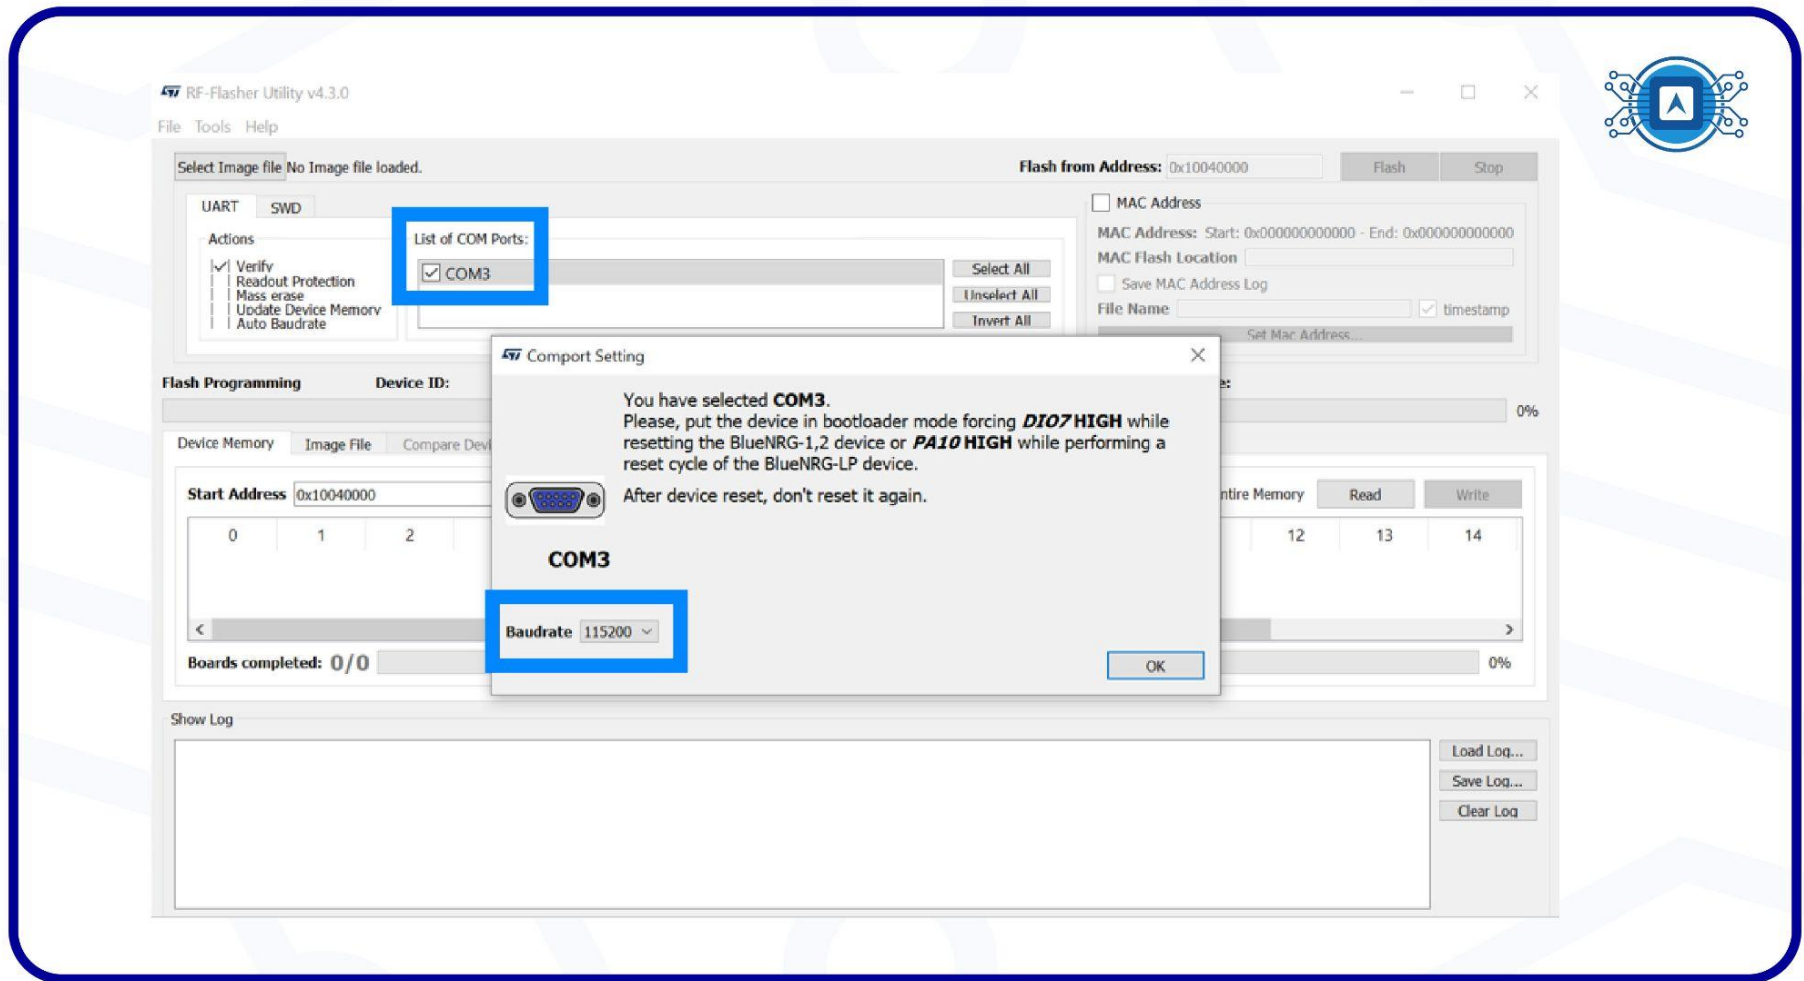 RF-Flasher Utility v4.3.0
File Tools Help
Select Image file No Image file loaded. Flash from Address: 0x10040000 Flash Stop
UART SWD
MAC Address
Actions
List of COM Ports:
MAC Address: Start: 0x000000000000 - End: 0x000000000000
Verify
COM3
Select All
MAC Flash Location
Readout Protection
Mass erase
Unselect All
Save MAC Address Log
Update Device Memory
Auto Baudrate
Invert All
File Name timestamp
Set Mac Address...
Comport Setting
Flash Programming Device ID:
e:
0%
You have selected COM3.
Please, put the device in bootloader mode forcing DIO7 HIGH while
resetting the BlueNRG-1,2 device or PA10 HIGH while performing a
reset cycle of the BlueNRG-LP device.
After device reset, don't reset it again.
COM3
Baudrate 115200
OK
Device Memory Image File Compare Devi
Start Address 0x10040000
ntire Memory Read Write
0 1 2 12 13 14
Boards completed: 0/0 0%
Show Log
Load Log...
Save Log...
Clear Log